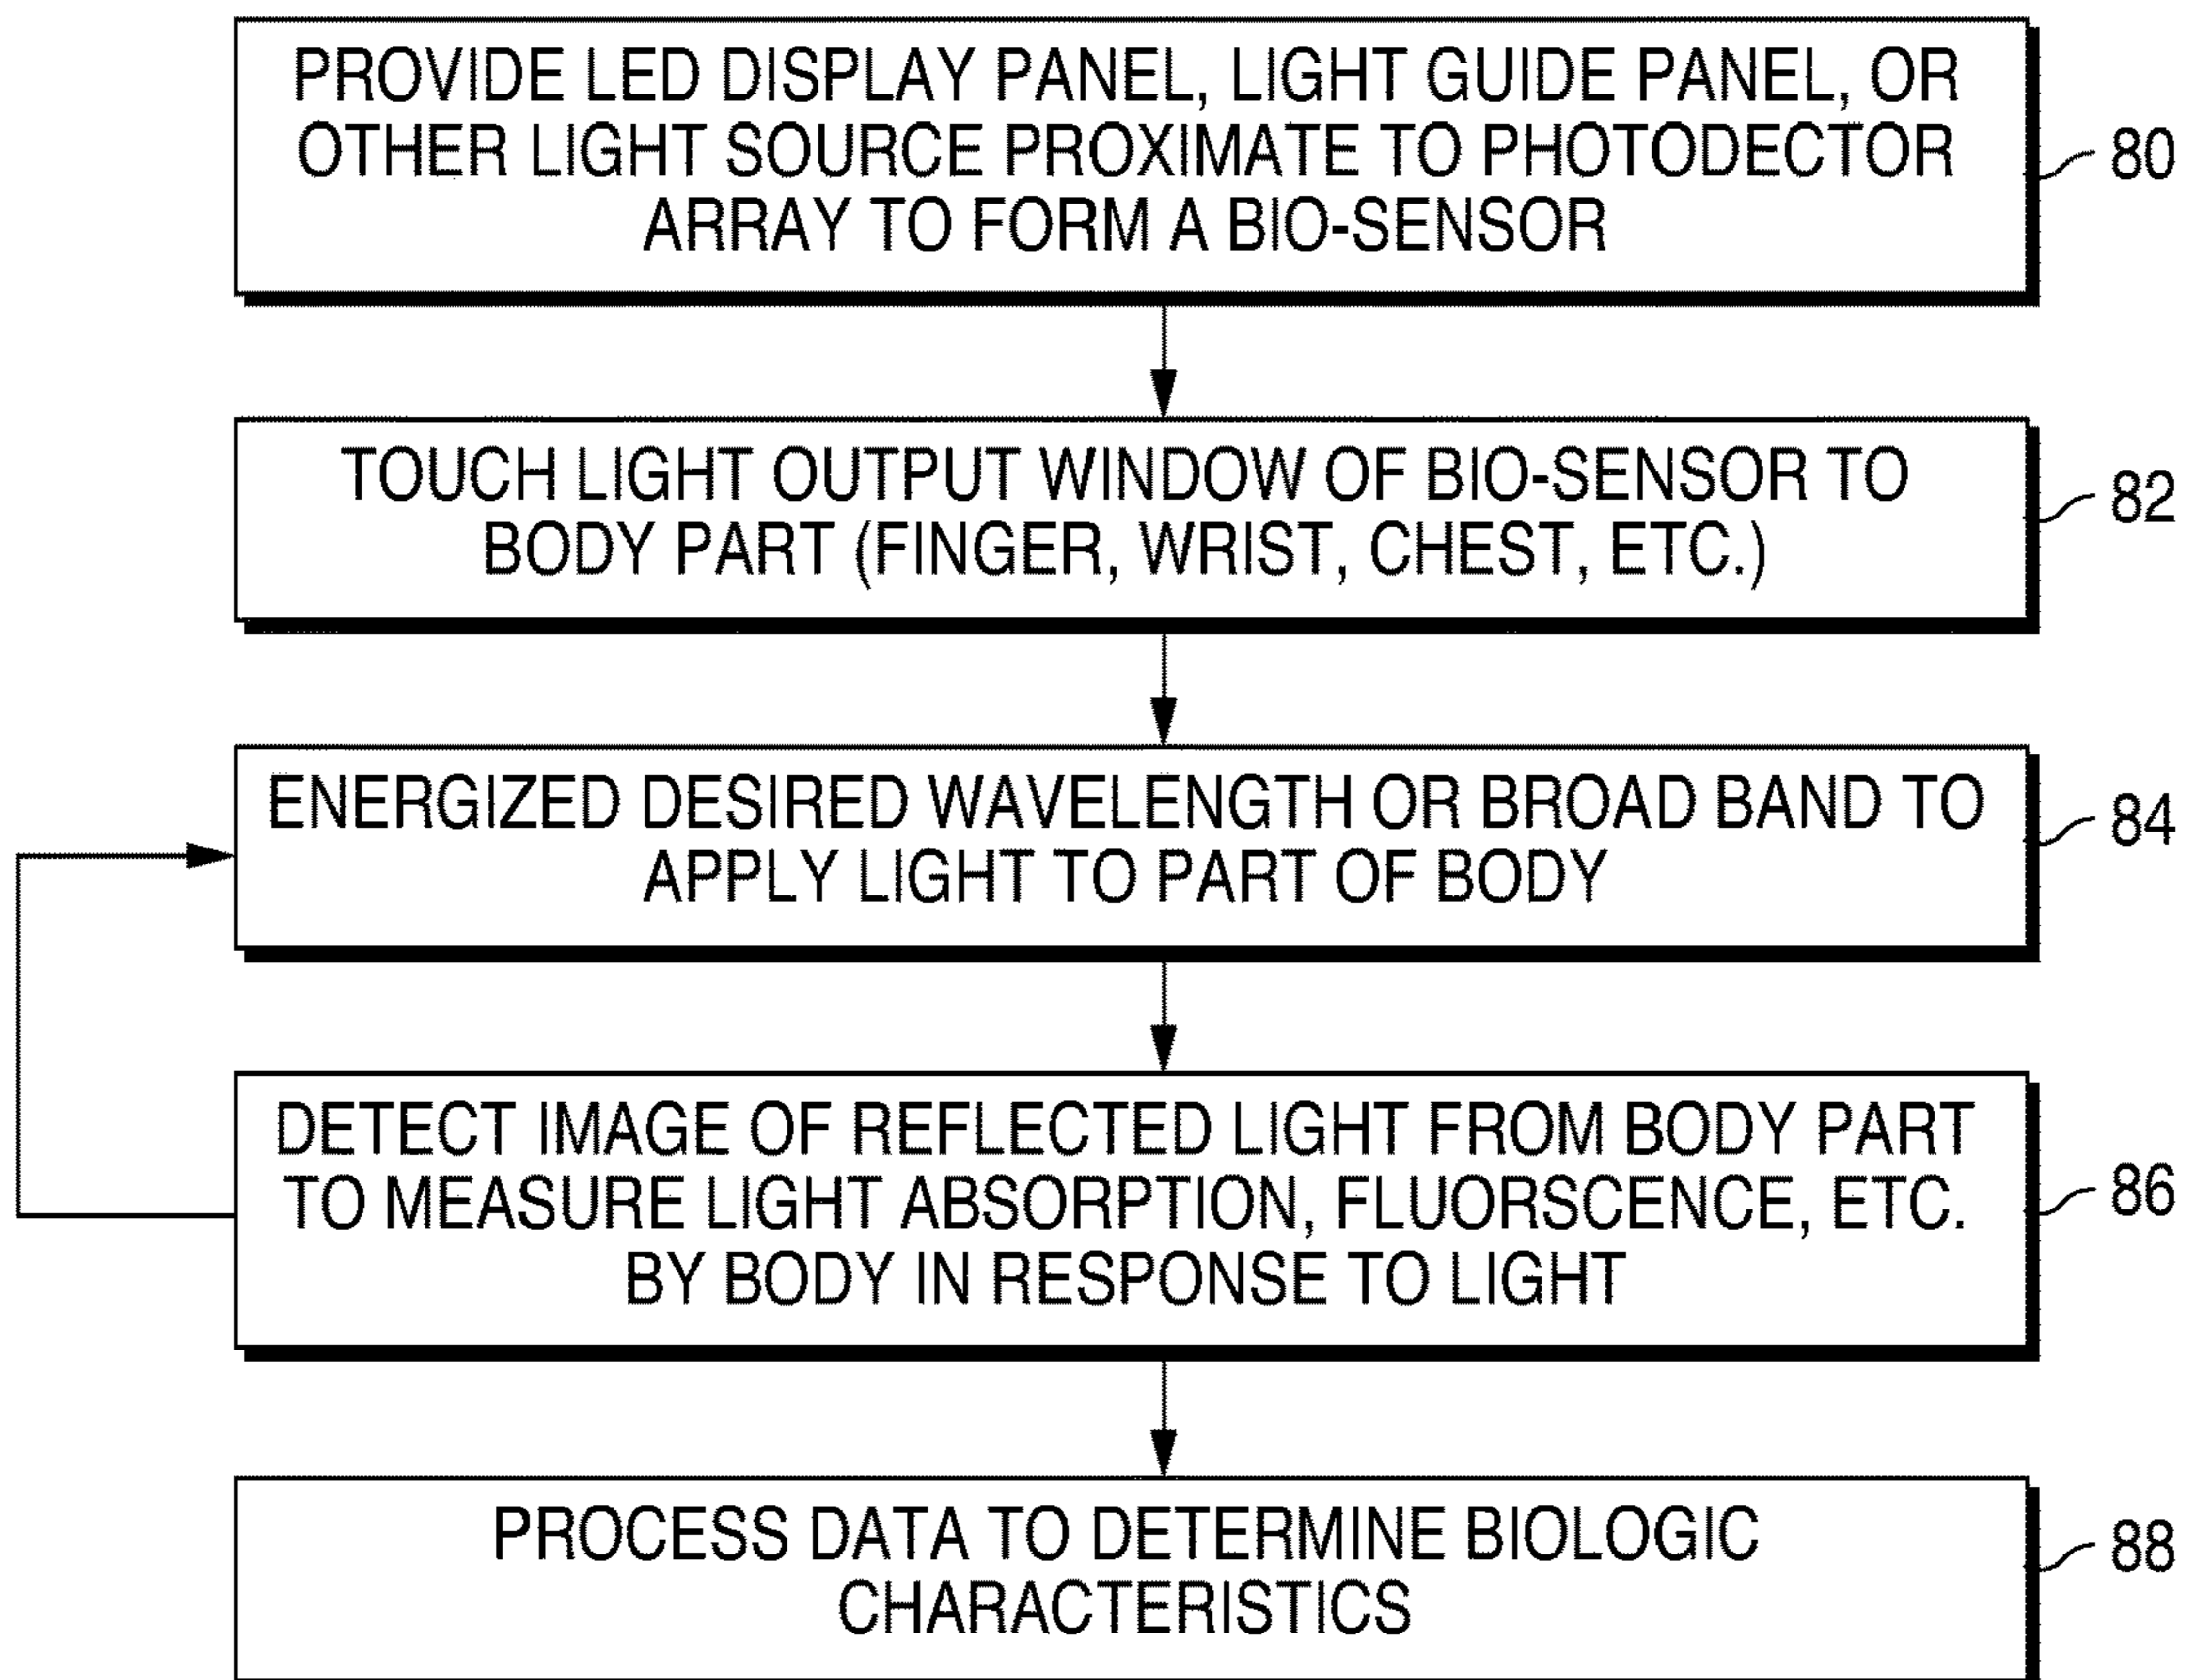 PROVIDE LED DISPLAY PANEL, LIGHT GUIDE PANEL, OR
OTHER LIGHT SOURCE PROXIMATE TO PHOTODECTOR
ARRAY TO FORM A BIO-SENSOR
80
TOUCH LIGHT OUTPUT WINDOW OF BIO-SENSOR TO
BODY PART (FINGER, WRIST, CHEST, ETC.)
82
ENERGIZED DESIRED WAVELENGTH OR BROAD BAND TO
APPLY LIGHT TO PART OF BODY
84
DETECT IMAGE OF REFLECTED LIGHT FROM BODY PART
TO MEASURE LIGHT ABSORPTION, FLUORSCENCE, ETC.
BY BODY IN RESPONSE TO LIGHT
86
PROCESS DATA TO DETERMINE BIOLOGIC
CHARACTERISTICS
88